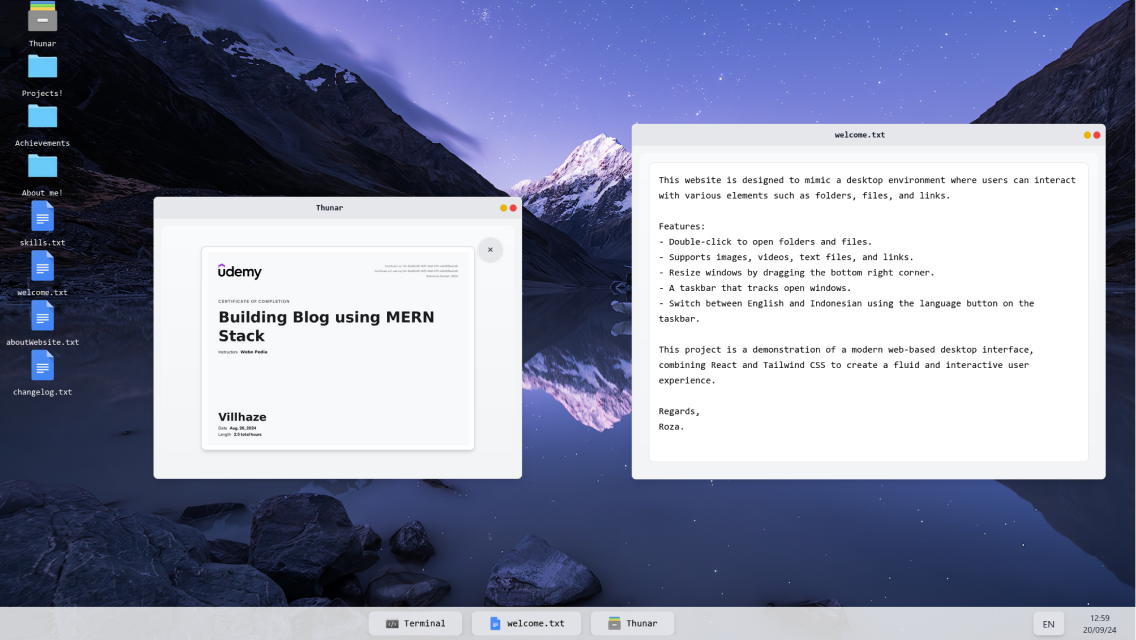 Thunar
Projects!
Achievements
About me!
skills.txt
welcome.txt
aboutWebsite.txt
changelog.txt
Thunar
×
ûdemy
CERTIFICATE OF COMPLETION
Building Blog using MERN
Stack
Instructors Webo Pedia
Villhaze
Date Aug. 26, 2024
Length 2.5 total hours
welcome.txt
This website is designed to mimic a desktop environment where users can interact
with various elements such as folders, files, and links.
Features:
- Double-click to open folders and files.
- Supports images, videos, text files, and links.
- Resize windows by dragging the bottom right corner.
- A taskbar that tracks open windows.
- Switch between English and Indonesian using the language button on the
taskbar.
This project is a demonstration of a modern web-based desktop interface,
combining React and Tailwind CSS to create a fluid and interactive user
experience.
Regards,
Roza.
Terminal
welcome.txt
Thunar
EN
12:59
20/09/24